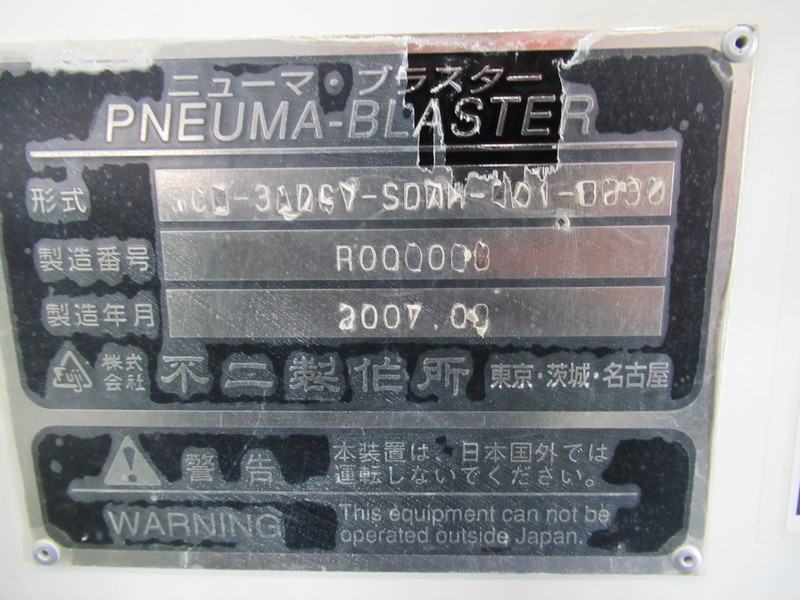 ニューマ・ブラスター
PNEUMA-BLASTER
形式
製造番号 R000008
製造年月 2007.09
Fuji 株式会社 不二製作所 東京・茨城・名古屋
警告 本装置は、日本国外では
運転しないでください。
WARNING This equipment can not be
operated outside Japan.